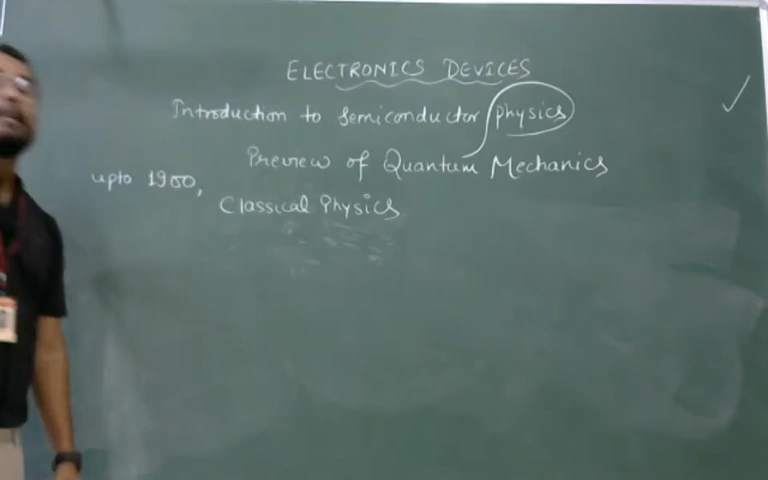 ELECTRONICS DEVICES
Introduction to Semiconductor physics
Preview of Quantum Mechanics
upto 1900,
Classical Physics